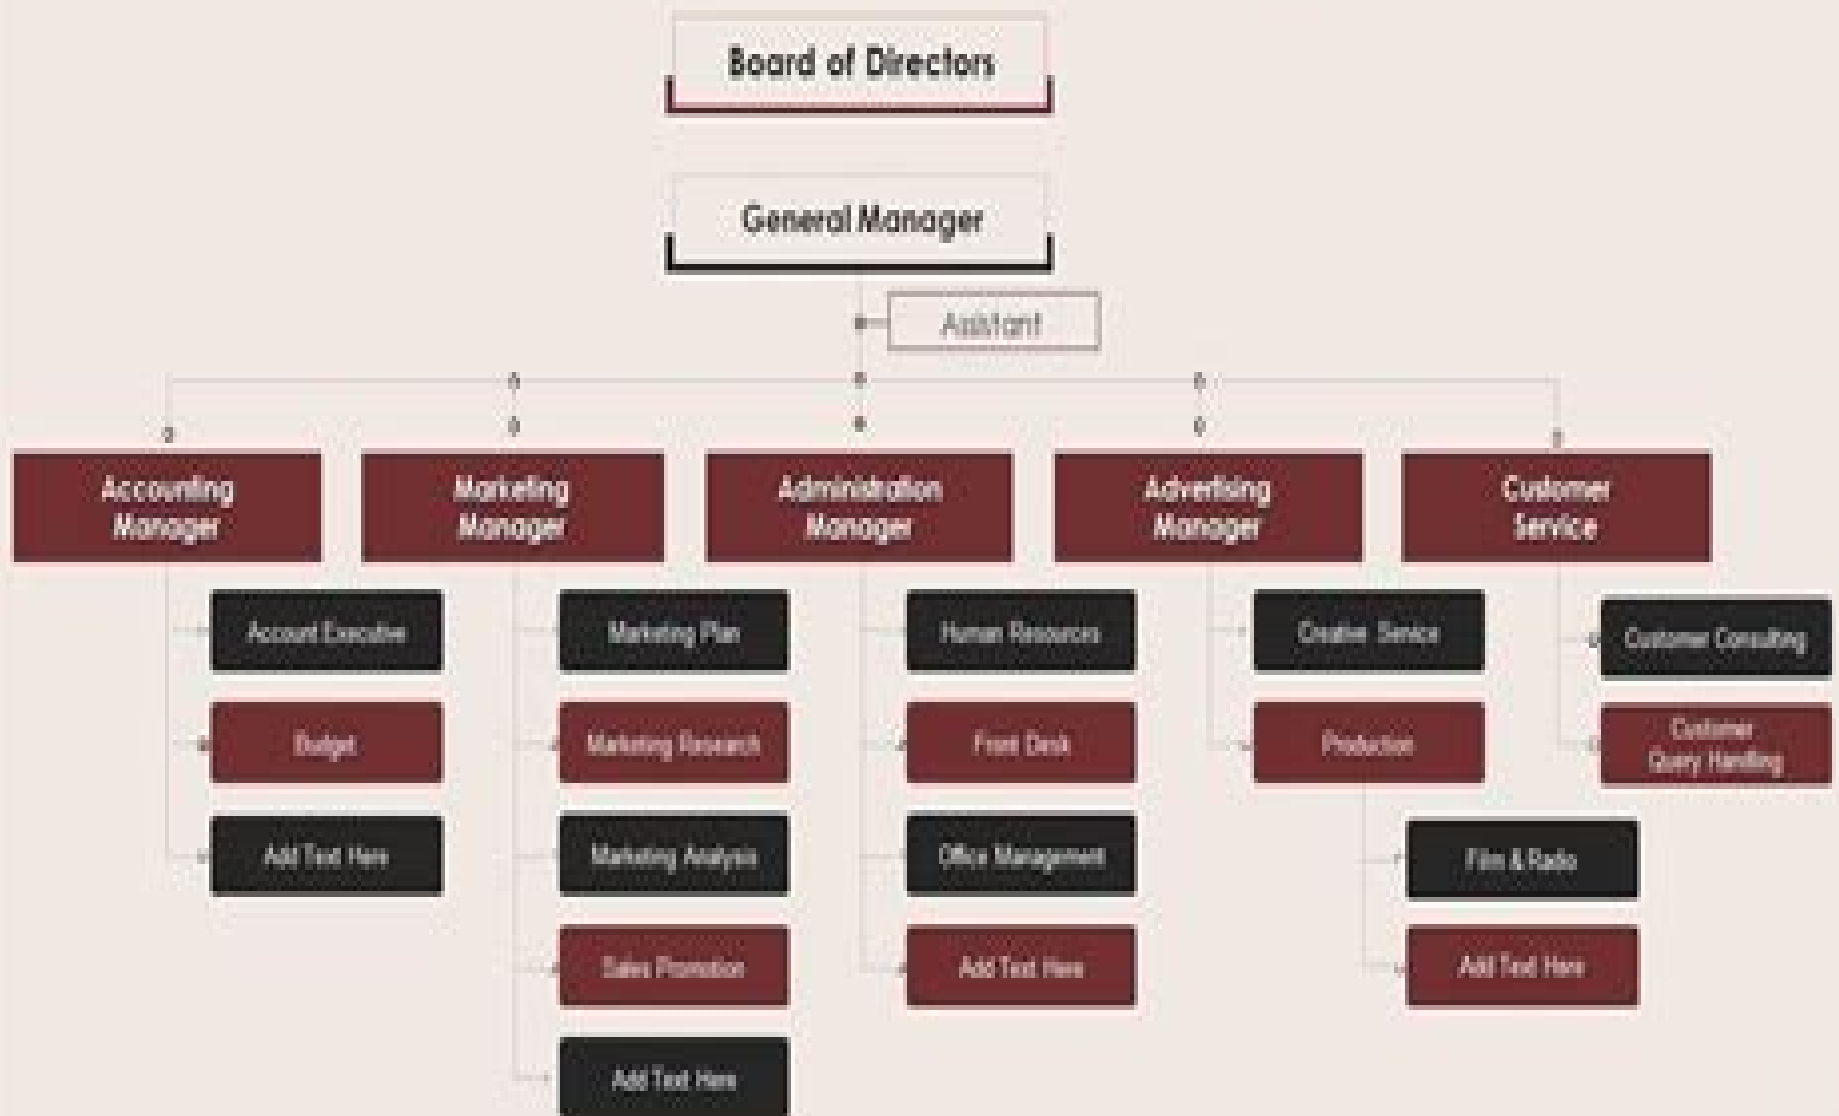 Board of Directors
General Manager
Assistant
Accounting
Manager
Marketing
Manager
Administration
Manager
Advertising
Manager
Customer
Service
Account Executive
Marketing Plan
Human Resources
Creative Service
Customer Consulting
Budget
Marketing Research
Front Desk
Production
Customer
Query Handling
Add Text Here
Marketing Analysis
Office Management
Film & Radio
Sales Promotion
Add Text Here
Add Text Here
Add Text Here